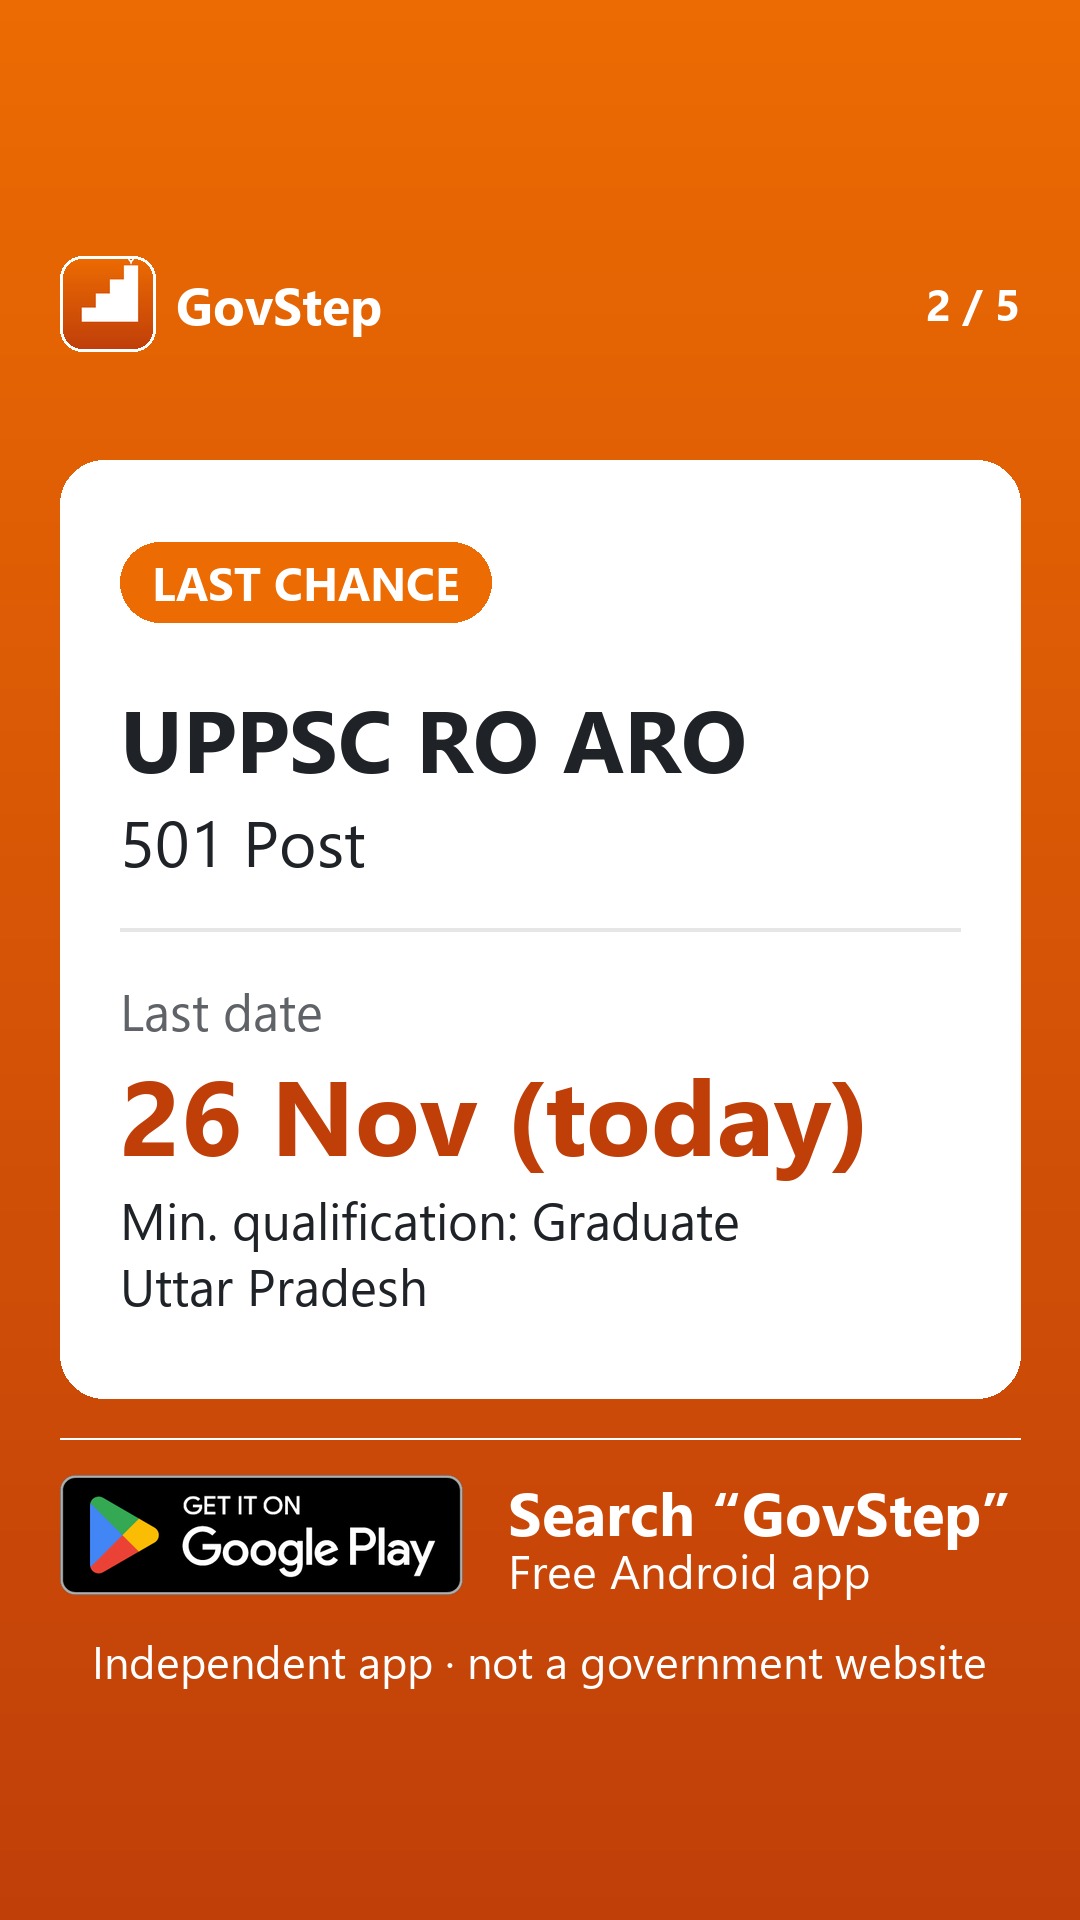 GovStep
2 / 5
LAST CHANCE
UPPSC RO ARO
501 Post
Last date
26 Nov (today)
Min. qualification: Graduate
Uttar Pradesh
GET IT ON
Google Play
Search “GovStep”
Free Android app
Independent app · not a government website